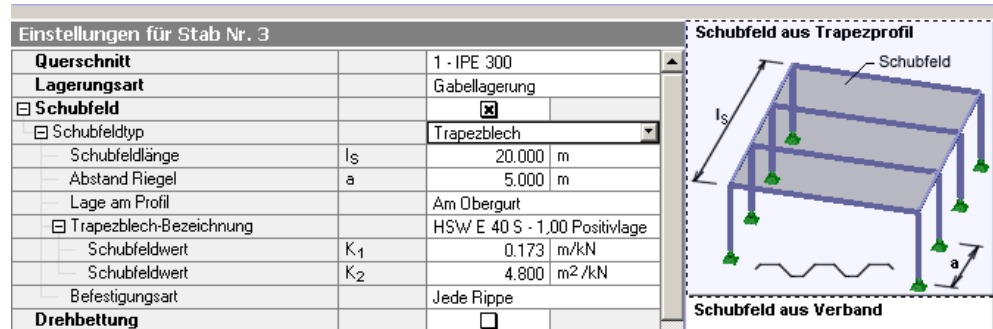 Einstellungen für Stab Nr. 3
Querschnitt 1 - IPE 300
Lagerungsart Gabellagerung
Schubfeld
Schubfeldtyp Trapezblech
Schubfeldlänge lS 20.000 m
Abstand Riegel a 5.000 m
Lage am Profil Am Obergurt
Trapezblech-Bezeichnung HSW E 40 S - 1,00 Positivlage
Schubfeldwert K1 0.173 m/kN
Schubfeldwert K2 4.800 m²/kN
Befestigungsart Jede Rippe
Drehbettung
Schubfeld aus Trapezprofil
Schubfeld
lS
a
Schubfeld aus Verband